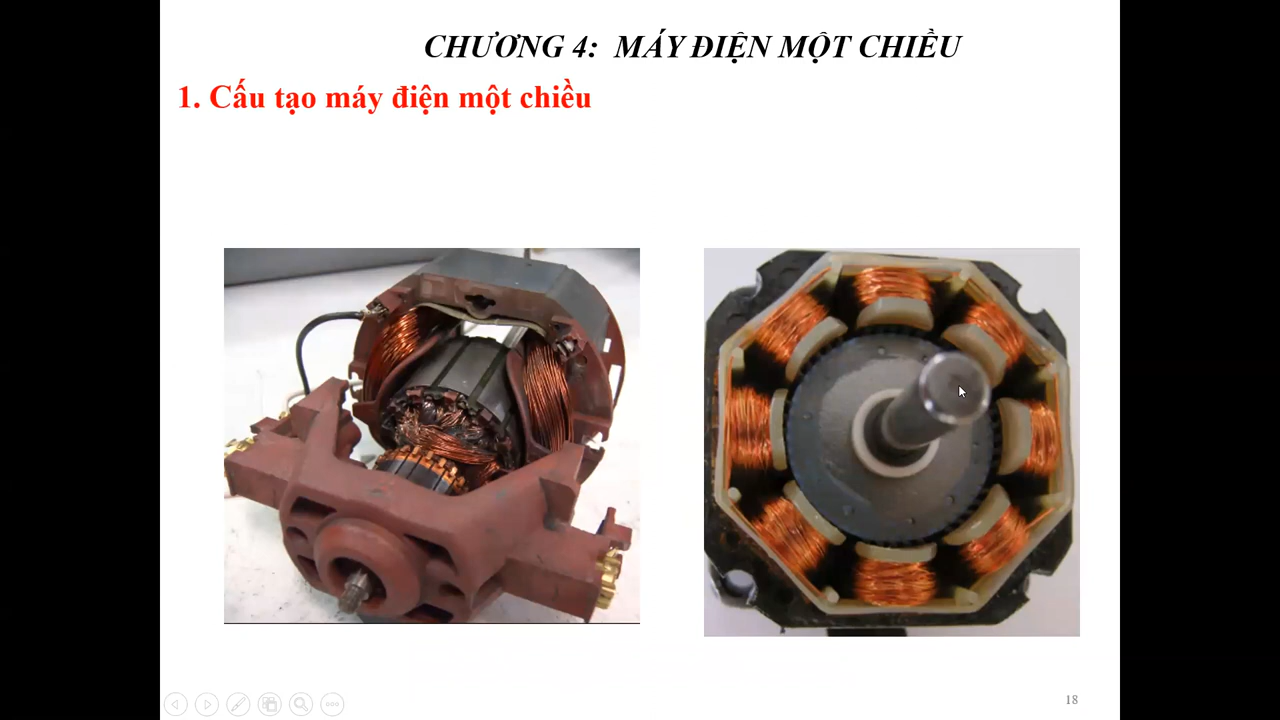 CHƯƠNG 4: MÁY ĐIỆN MỘT CHIỀU
1. Cấu tạo máy điện một chiều
18